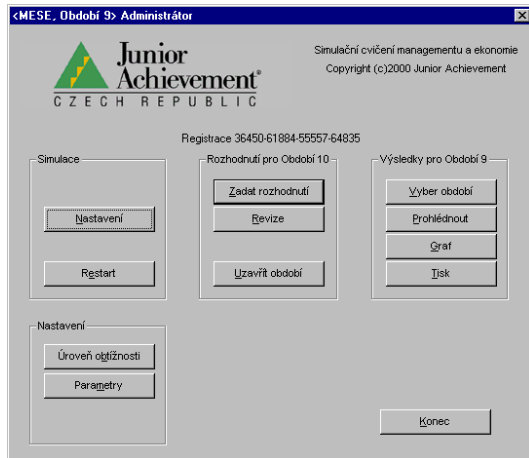 <MESE, Období 9> Administrátor
Junior
Achievement®
CZECH REPUBLIC
Simulační cvičení managementu a ekonomie
Copyright (c)2000 Junior Achievement
Registrace 36450-61884-55557-64835
Simulace
Nastavení
Restart
Rozhodnutí pro Období 10
Zadat rozhodnutí
Revize
Uzavřít období
Výsledky pro Období 9
Vyber období
Prohlédnout
Graf
Tisk
Nastavení
Úroveň obtížnosti
Parametry
Konec